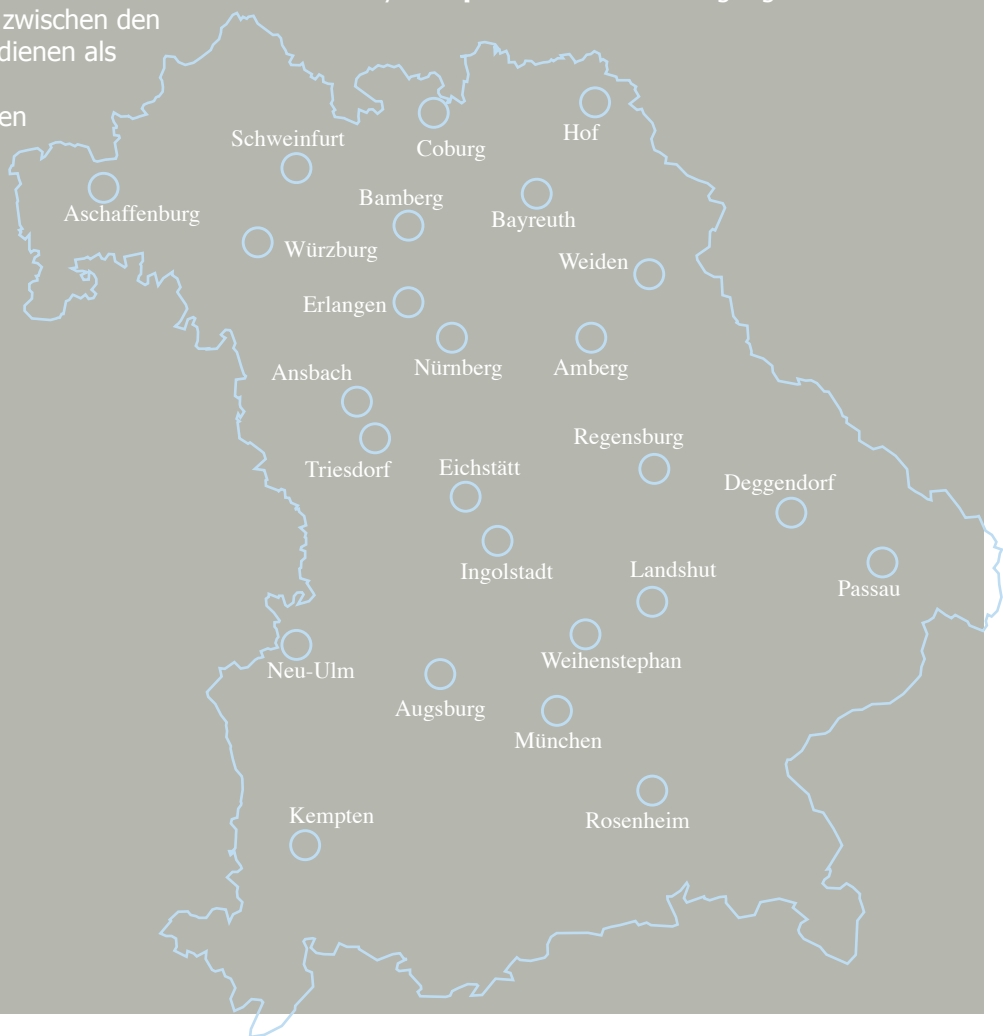 zwischen den
dienen als
en
Schweinfurt
Coburg
Hof
Aschaffenburg
Bamberg
Bayreuth
Würzburg
Weiden
Erlangen
Nürnberg
Amberg
Ansbach
Regensburg
Triesdorf
Eichstätt
Deggendorf
Ingolstadt
Landshut
Passau
Weihenstephan
Neu-Ulm
Augsburg
München
Kempten
Rosenheim